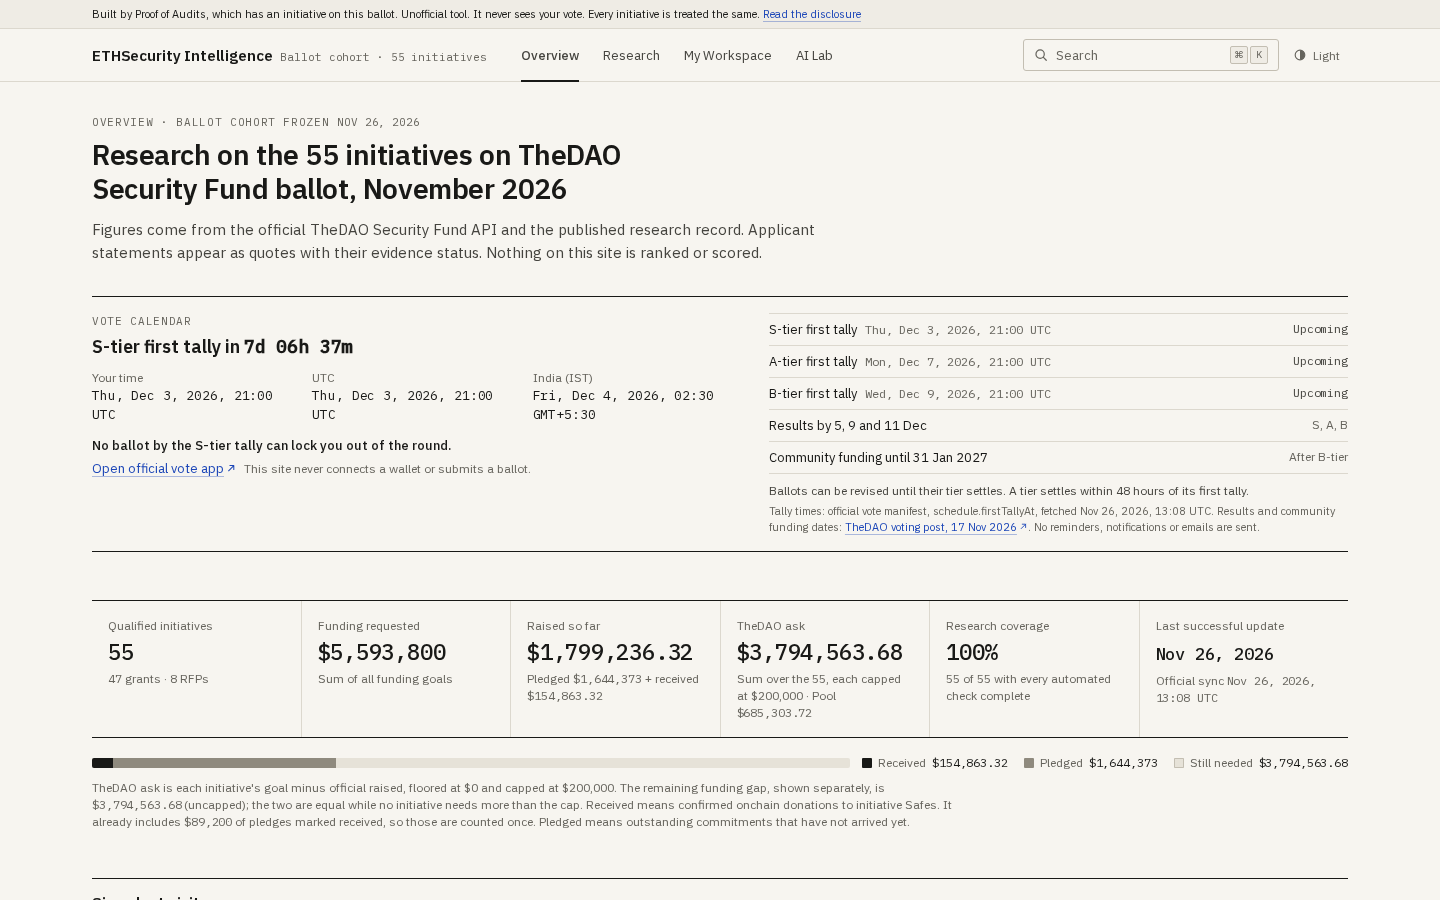 Built by Proof of Audits, which has an initiative on this ballot. Unofficial tool. It never sees your vote. Every initiative is treated the same. Read the disclosure
ETHSecurity Intelligence Ballot cohort · 55 initiatives Overview Research My Workspace AI Lab Search ⌘ K Light
OVERVIEW · BALLOT COHORT FROZEN NOV 26, 2026
Research on the 55 initiatives on TheDAO
Security Fund ballot, November 2026
Figures come from the official TheDAO Security Fund API and the published research record. Applicant
statements appear as quotes with their evidence status. Nothing on this site is ranked or scored.
VOTE CALENDAR
S-tier first tally in 7d 06h 37m
Your time UTC India (IST)
Thu, Dec 3, 2026, 21:00 Thu, Dec 3, 2026, 21:00 Fri, Dec 4, 2026, 02:30
UTC UTC GMT+5:30
No ballot by the S-tier tally can lock you out of the round.
Open official vote app ↗ This site never connects a wallet or submits a ballot.
S-tier first tally Thu, Dec 3, 2026, 21:00 UTC Upcoming
A-tier first tally Mon, Dec 7, 2026, 21:00 UTC Upcoming
B-tier first tally Wed, Dec 9, 2026, 21:00 UTC Upcoming
Results by 5, 9 and 11 Dec S, A, B
Community funding until 31 Jan 2027 After B-tier
Ballots can be revised until their tier settles. A tier settles within 48 hours of its first tally.
Tally times: official vote manifest, schedule.firstTallyAt, fetched Nov 26, 2026, 13:08 UTC. Results and community
funding dates: TheDAO voting post, 17 Nov 2026 ↗. No reminders, notifications or emails are sent.
Qualified initiatives
55
47 grants · 8 RFPs
Funding requested
$5,593,800
Sum of all funding goals
Raised so far
$1,799,236.32
Pledged $1,644,373 + received
$154,863.32
TheDAO ask
$3,794,563.68
Sum over the 55, each capped
at $200,000 · Pool
$685,303.72
Research coverage
100%
55 of 55 with every automated
check complete
Last successful update
Nov 26, 2026
Official sync Nov 26, 2026,
13:08 UTC
Received $154,863.32 Pledged $1,644,373 Still needed $3,794,563.68
TheDAO ask is each initiative's goal minus official raised, floored at $0 and capped at $200,000. The remaining funding gap, shown separately, is
$3,794,563.68 (uncapped); the two are equal while no initiative needs more than the cap. Received means confirmed onchain donations to initiative Safes. It
already includes $89,200 of pledges marked received, so those are counted once. Pledged means outstanding commitments that have not arrived yet.